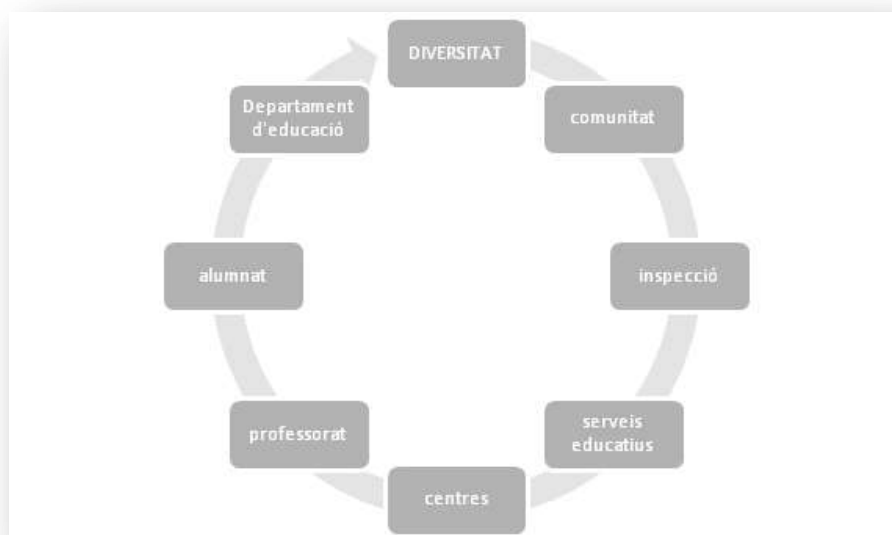 DIVERSITAT
comunitat
inspecció
serveis
educatius
centres
professorat
alumnat
Departament
d'educació